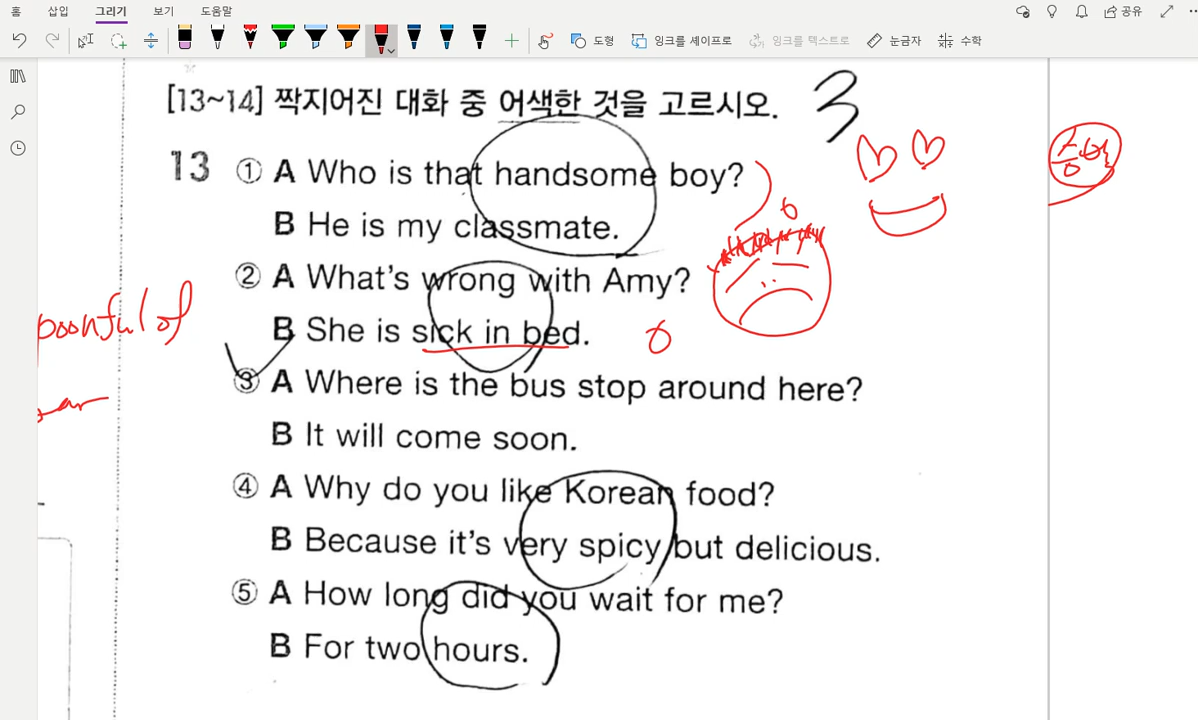 홈 삽입 그리기 보기 도움말 공유
도형 잉크를 셰이프로 잉크를 텍스트로 눈금자 수학
[13~14] 짝지어진 대화 중 어색한 것을 고르시오. 3
13 ① A Who is that handsome boy?
B He is my classmate.
② A What's wrong with Amy?
poonful of
B She is sick in bed.
③ A Where is the bus stop around here?
B It will come soon.
④ A Why do you like Korean food?
B Because it's very spicy but delicious.
⑤ A How long did you wait for me?
B For two hours.